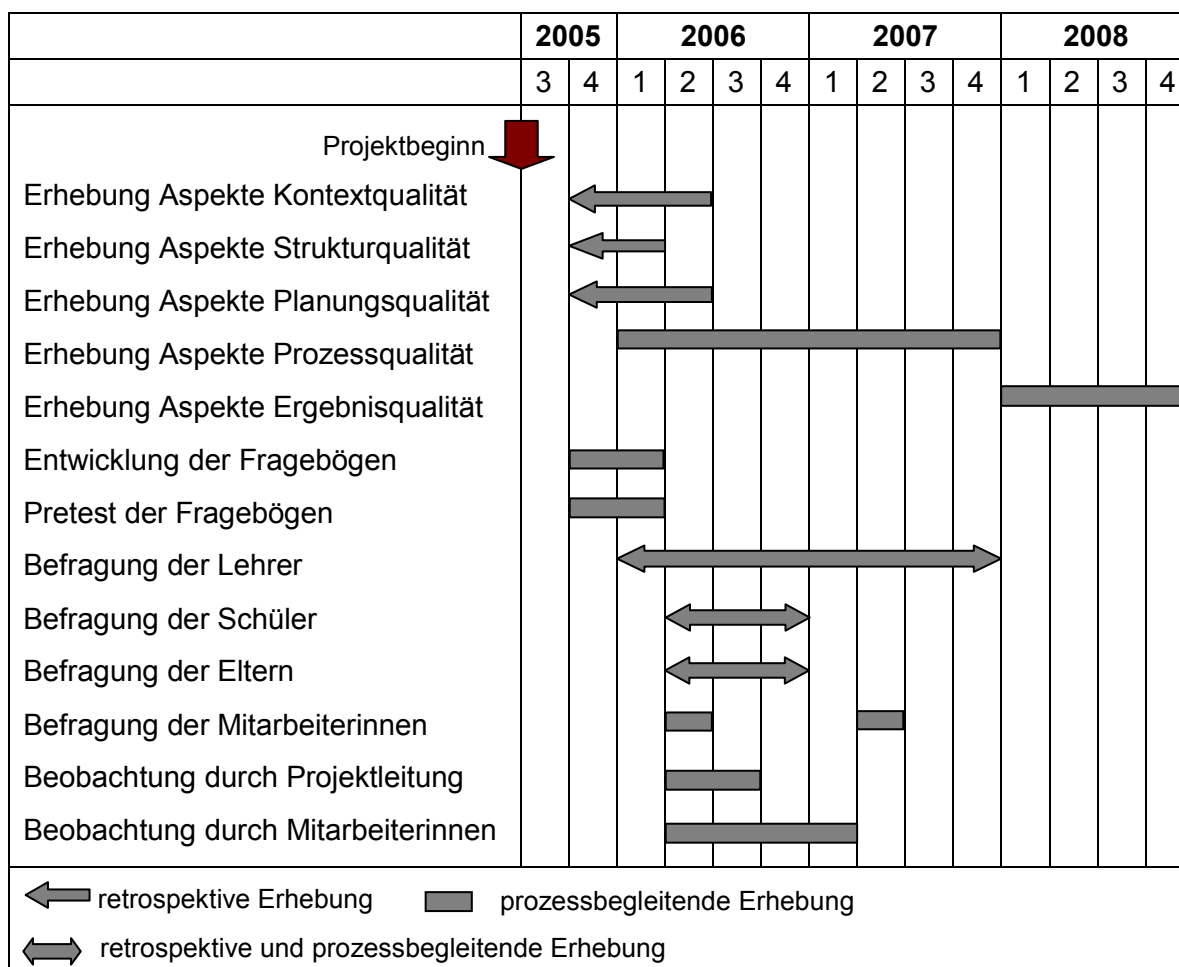 2005 2006 2007 2008
3 4 1 2 3 4 1 2 3 4 1 2 3 4
Projektbeginn
Erhebung Aspekte Kontextqualität
Erhebung Aspekte Strukturqualität
Erhebung Aspekte Planungsqualität
Erhebung Aspekte Prozessqualität
Erhebung Aspekte Ergebnisqualität
Entwicklung der Fragebögen
Pretest der Fragebögen
Befragung der Lehrer
Befragung der Schüler
Befragung der Eltern
Befragung der Mitarbeiterinnen
Beobachtung durch Projektleitung
Beobachtung durch Mitarbeiterinnen
retrospektive Erhebung prozessbegleitende Erhebung
retrospektive und prozessbegleitende Erhebung